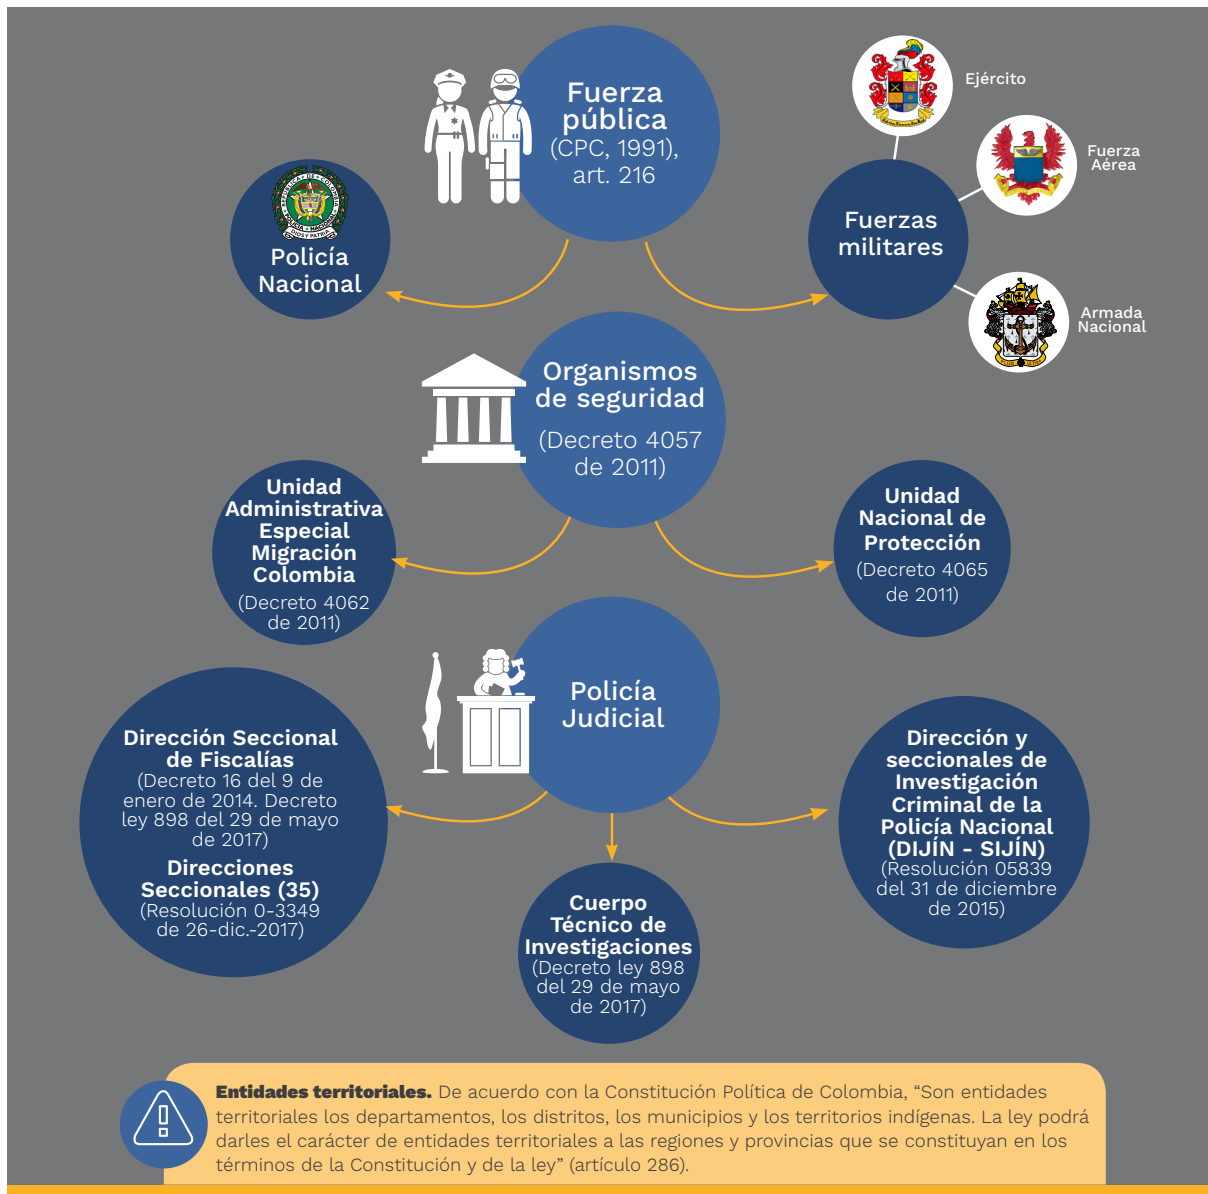 Fuerza
pública
(CPC, 1991),
art. 216
Ejército
Fuerza
Aérea
Fuerzas
militares
Armada
Nacional
REPUBLICA DE COLOMBIA
POLICIA NACIONAL
DIOS Y PATRIA
Policía
Nacional
Organismos
de seguridad
(Decreto 4057
de 2011)
Unidad
Administrativa
Especial
Migración
Colombia
(Decreto 4062
de 2011)
Unidad
Nacional de
Protección
(Decreto 4065
de 2011)
Policía
Judicial
Dirección Seccional
de Fiscalías
(Decreto 16 del 9 de
enero de 2014. Decreto
ley 898 del 29 de mayo
de 2017)
Direcciones
Seccionales (35)
(Resolución 0-3349
de 26-dic.-2017)
Cuerpo
Técnico de
Investigaciones
(Decreto ley 898
del 29 de mayo
de 2017)
Dirección y
seccionales de
Investigación
Criminal de la
Policía Nacional
(DIJÍN - SIJÍN)
(Resolución 05839
del 31 de diciembre
de 2015)
Entidades territoriales. De acuerdo con la Constitución Política de Colombia, “Son entidades
territoriales los departamentos, los distritos, los municipios y los territorios indígenas. La ley podrá
darles el carácter de entidades territoriales a las regiones y provincias que se constituyan en los
términos de la Constitución y de la ley” (artículo 286).